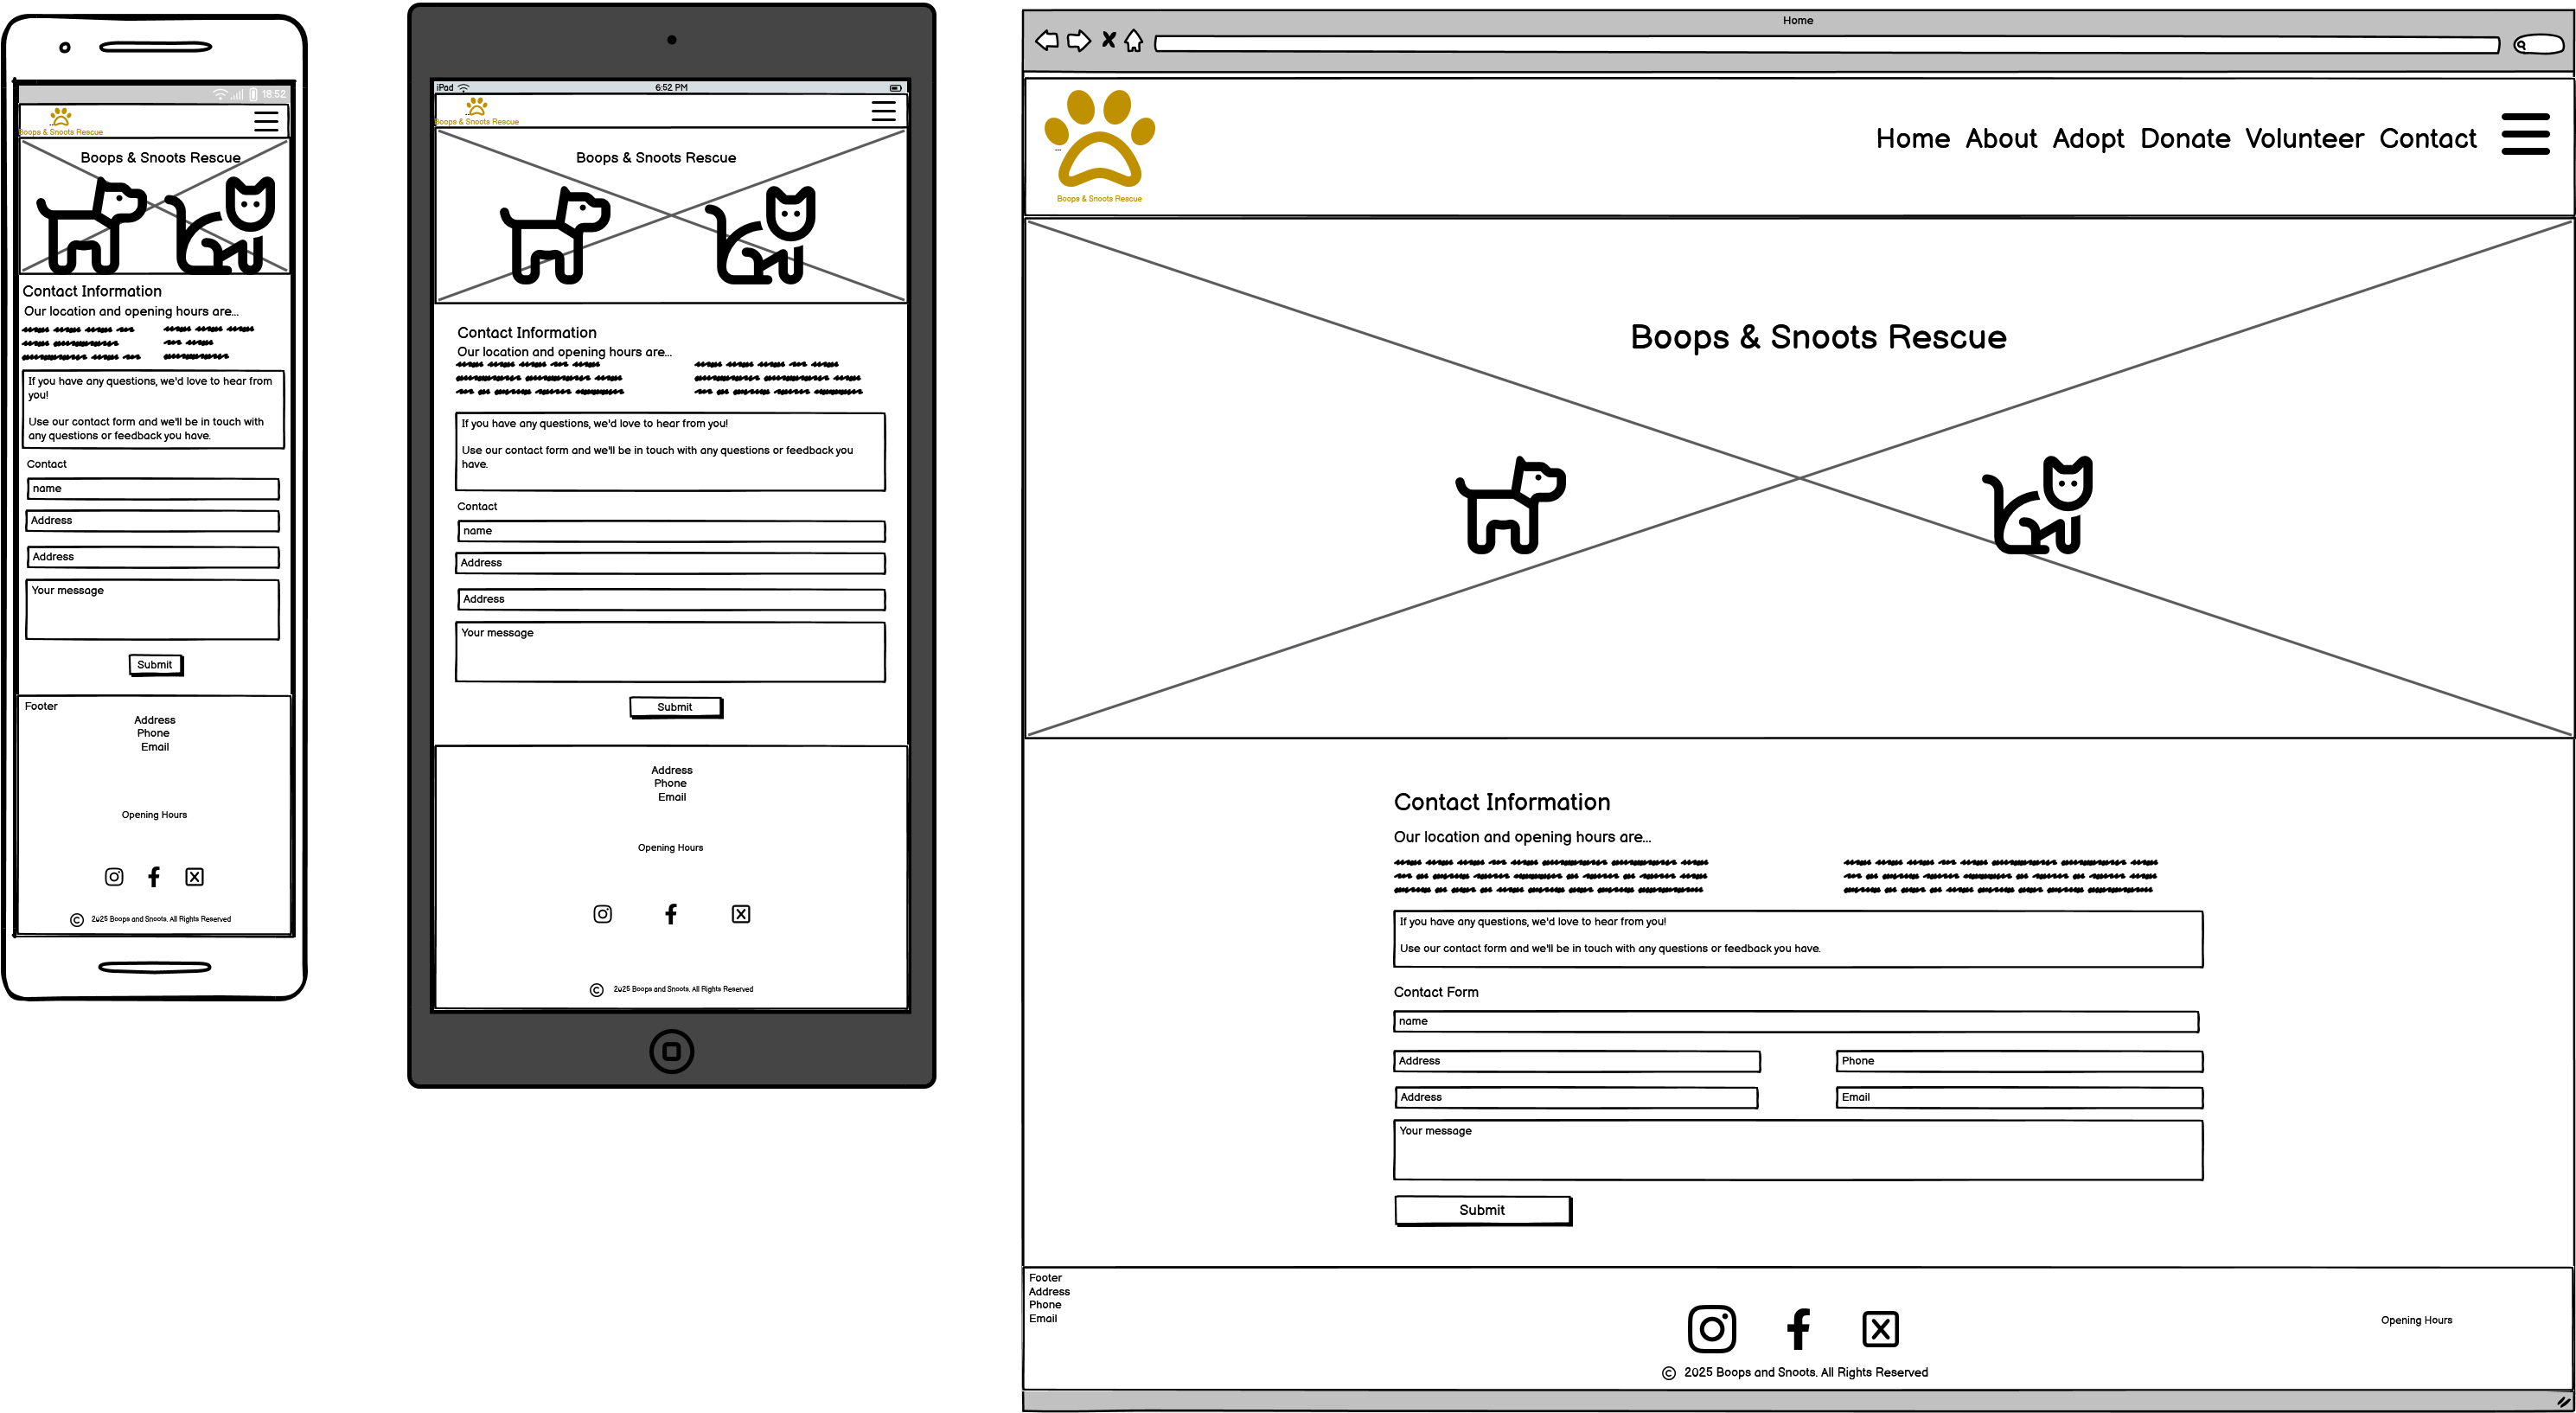 18:52
Boops & Snoots Rescue
Boops & Snoots Rescue
Contact Information
Our location and opening hours are...
If you have any questions, we'd love to hear from
you!
Use our contact form and we'll be in touch with
any questions or feedback you have.
Contact
name
Address
Address
Your message
Submit
Footer
Address
Phone
Email
Opening Hours
© 2025 Boops and Snoots. All Rights Reserved
iPad
6:52 PM
Boops & Snoots Rescue
Boops & Snoots Rescue
Contact Information
Our location and opening hours are...
If you have any questions, we'd love to hear from you!
Use our contact form and we'll be in touch with any questions or feedback you
have.
Contact
name
Address
Address
Your message
Submit
Address
Phone
Email
Opening Hours
© 2025 Boops and Snoots. All Rights Reserved
Home
Boops & Snoots Rescue
Home About Adopt Donate Volunteer Contact
Boops & Snoots Rescue
Contact Information
Our location and opening hours are...
If you have any questions, we'd love to hear from you!
Use our contact form and we'll be in touch with any questions or feedback you have.
Contact Form
name
Address
Phone
Address
Email
Your message
Submit
Footer
Address
Phone
Email
Opening Hours
© 2025 Boops and Snoots. All Rights Reserved